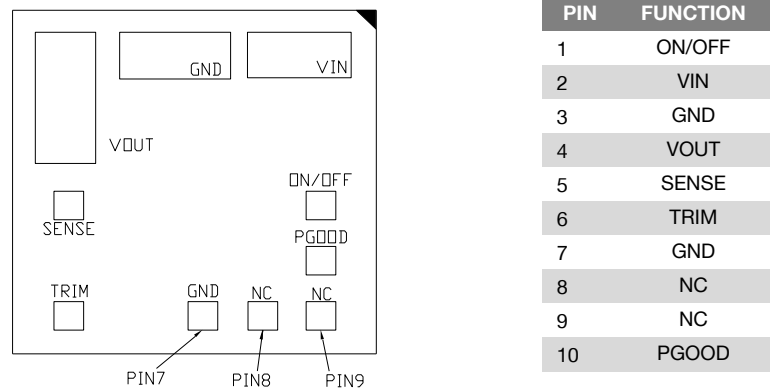 GND VIN
VOUT
ON/OFF
SENSE
PGOOD
TRIM GND NC NC
PIN7 PIN8 PIN9
PIN FUNCTION
1 ON/OFF
2 VIN
3 GND
4 VOUT
5 SENSE
6 TRIM
7 GND
8 NC
9 NC
10 PGOOD